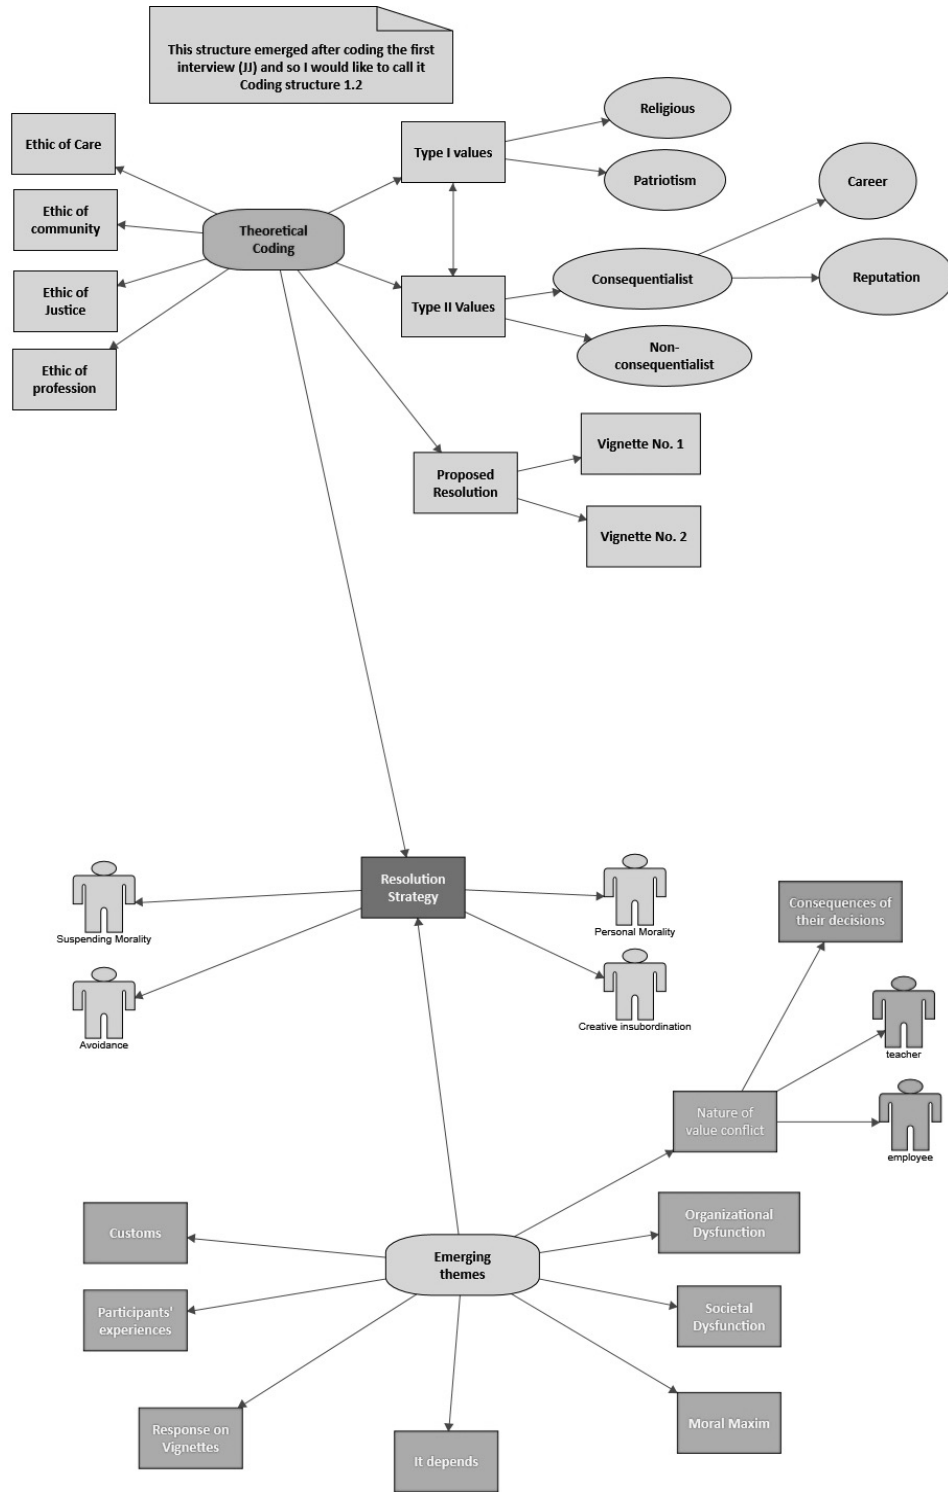 This structure emerged after coding the first
interview (JJ) and so I would like to call it
Coding structure 1.2
Religious
Ethic of Care
Type I values
Patriotism
Career
Ethic of
community
Theoretical
Coding
Consequentialist
Reputation
Ethic of
Justice
Type II Values
Non-
consequentialist
Ethic of
profession
Vignette No. 1
Proposed
Resolution
Vignette No. 2
Resolution
Strategy
Suspending Morality
Personal Morality
Consequences of
their decisions
Avoidance
Creative insubordination
teacher
Nature of
value conflict
employee
Customs
Organizational
Dysfunction
Emerging
themes
Participants'
experiences
Societal
Dysfunction
Response on
Vignettes
It depends
Moral Maxim